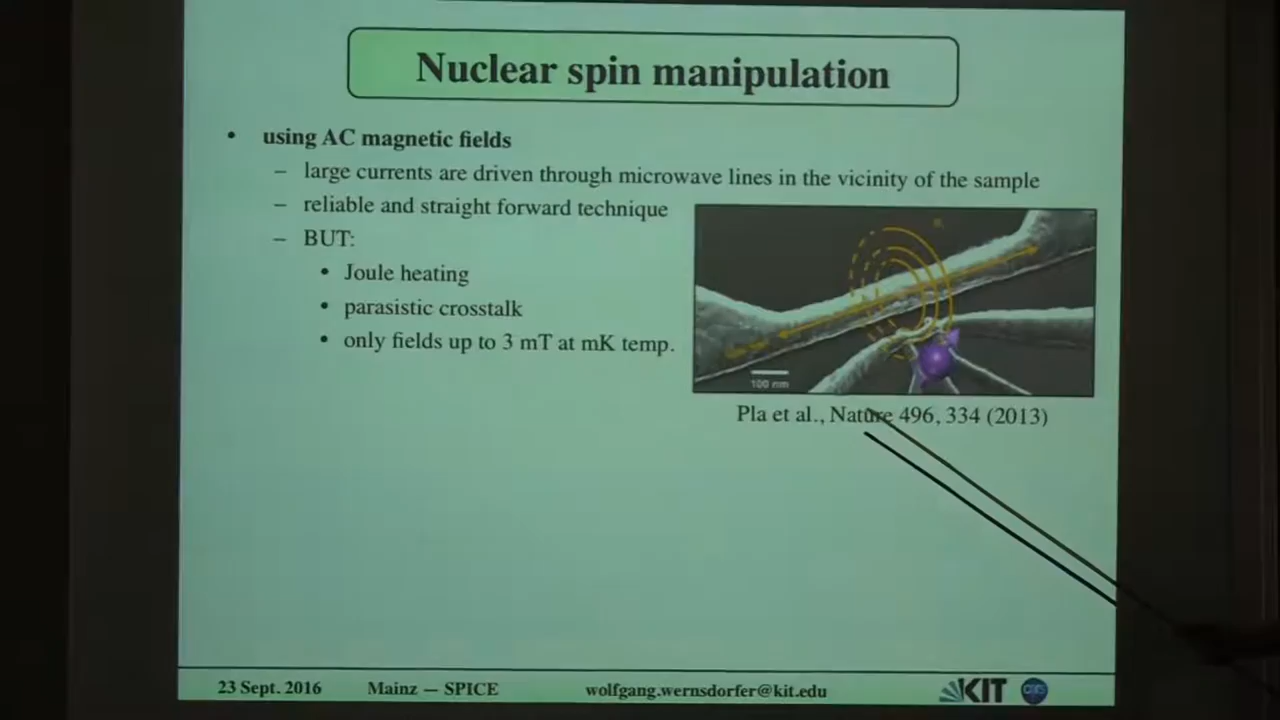 Nuclear spin manipulation
• using AC magnetic fields
– large currents are driven through microwave lines in the vicinity of the sample
– reliable and straight forward technique
– BUT:
• Joule heating
• parasistic crosstalk
• only fields up to 3 mT at mK temp.
100 nm
Pla et al., Nature 496, 334 (2013)
23 Sept. 2016 Mainz — SPICE wolfgang.wernsdorfer@kit.edu KIT